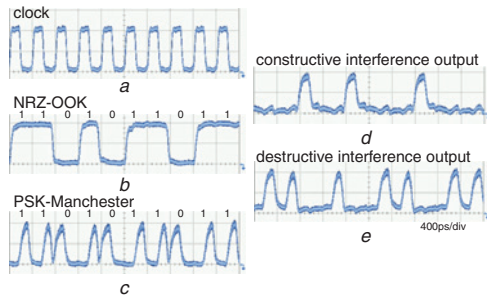 clock
a
NRZ-OOK
1 1 0 1 0 1 1 0 1 1
b
PSK-Manchester
1 1 0 1 0 1 1 0 1 1
c
constructive interference output
d
destructive interference output
400ps/div
e